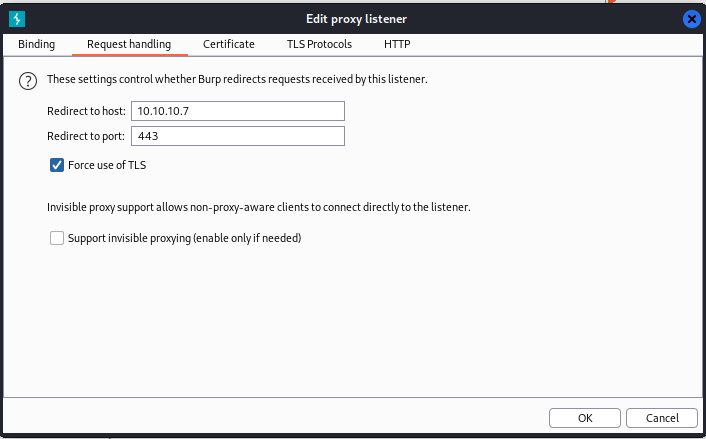 Edit proxy listener
Binding Request handling Certificate TLS Protocols HTTP
? These settings control whether Burp redirects requests received by this listener.
Redirect to host: 10.10.10.7
Redirect to port: 443
Force use of TLS
Invisible proxy support allows non-proxy-aware clients to connect directly to the listener.
Support invisible proxying (enable only if needed)
OK Cancel